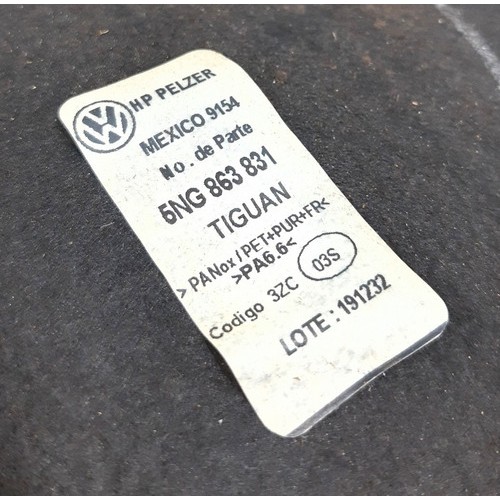 HP PELZER
MEXICO 9154
No. de Parte
5NG 863 831
TIGUAN
>PANox/PET+PUR+FR<
>PA6.6<
Codigo 3ZC 03S
LOTE: 191232